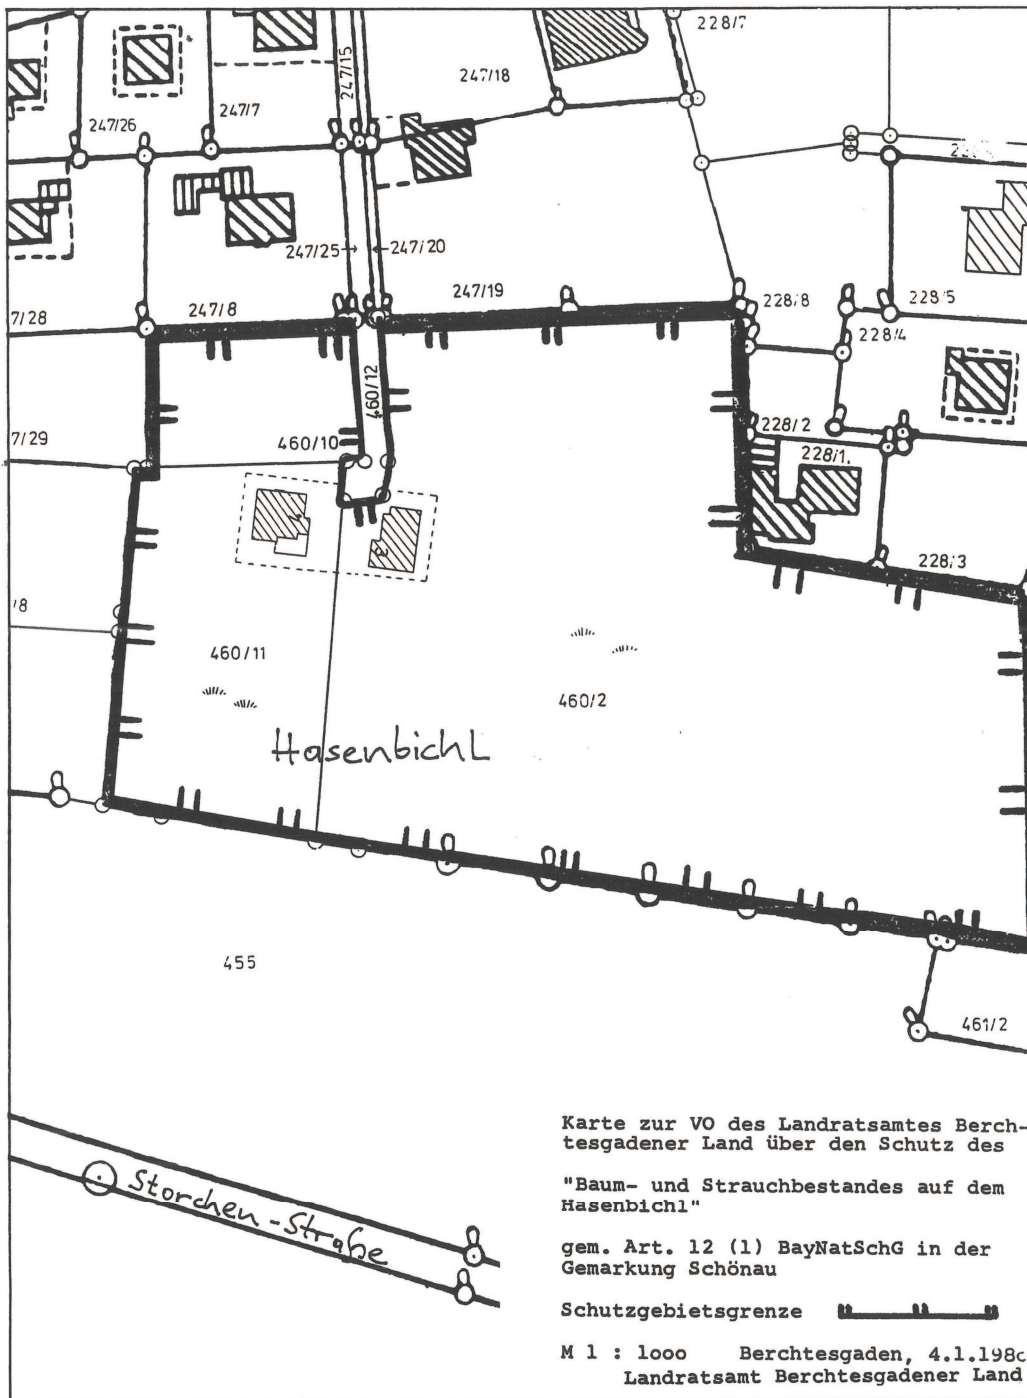 228/7
247/15
247/18
247/26
247/7
247/25
247/20
7/28
247/8
247/19
228/8
228/5
228/4
460/12
7/29
460/10
228/2
228/1
228/3
/8
460/11
460/2
Hasenbichl
455
461/2
Karte zur VO des Landratsamtes Berch-
tesgadener Land über den Schutz des
"Baum- und Strauchbestandes auf dem
Hasenbichl"
gem. Art. 12 (1) BayNatSchG in der
Gemarkung Schönau
Storchen-Straße
Schutzgebietsgrenze
M 1 : 1ooo Berchtesgaden, 4.1.198
Landratsamt Berchtesgadener Land